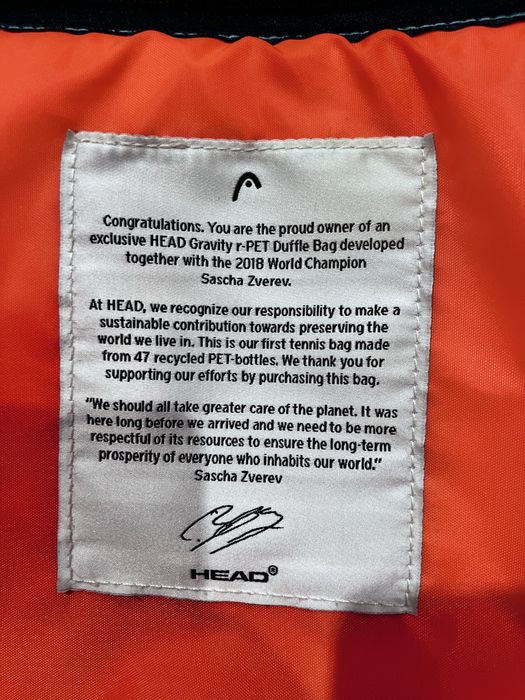 Congratulations. You are the proud owner of an
exclusive HEAD Gravity r-PET Duffle Bag developed
together with the 2018 World Champion
Sascha Zverev.
At HEAD, we recognize our responsibility to make a
sustainable contribution towards preserving the
world we live in. This is our first tennis bag made
from 47 recycled PET-bottles. We thank you for
supporting our efforts by purchasing this bag.
"We should all take greater care of the planet. It was
here long before we arrived and we need to be more
respectful of its resources to ensure the long-term
prosperity of everyone who inhabits our world."
Sascha Zverev
HEAD®